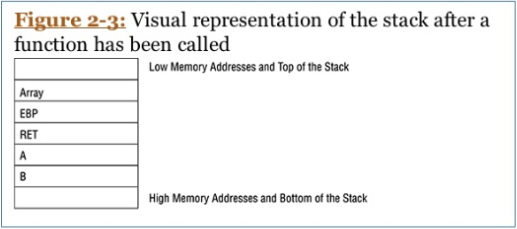 Figure 2-3: Visual representation of the stack after a
function has been called
Low Memory Addresses and Top of the Stack
Array
EBP
RET
A
B
High Memory Addresses and Bottom of the Stack